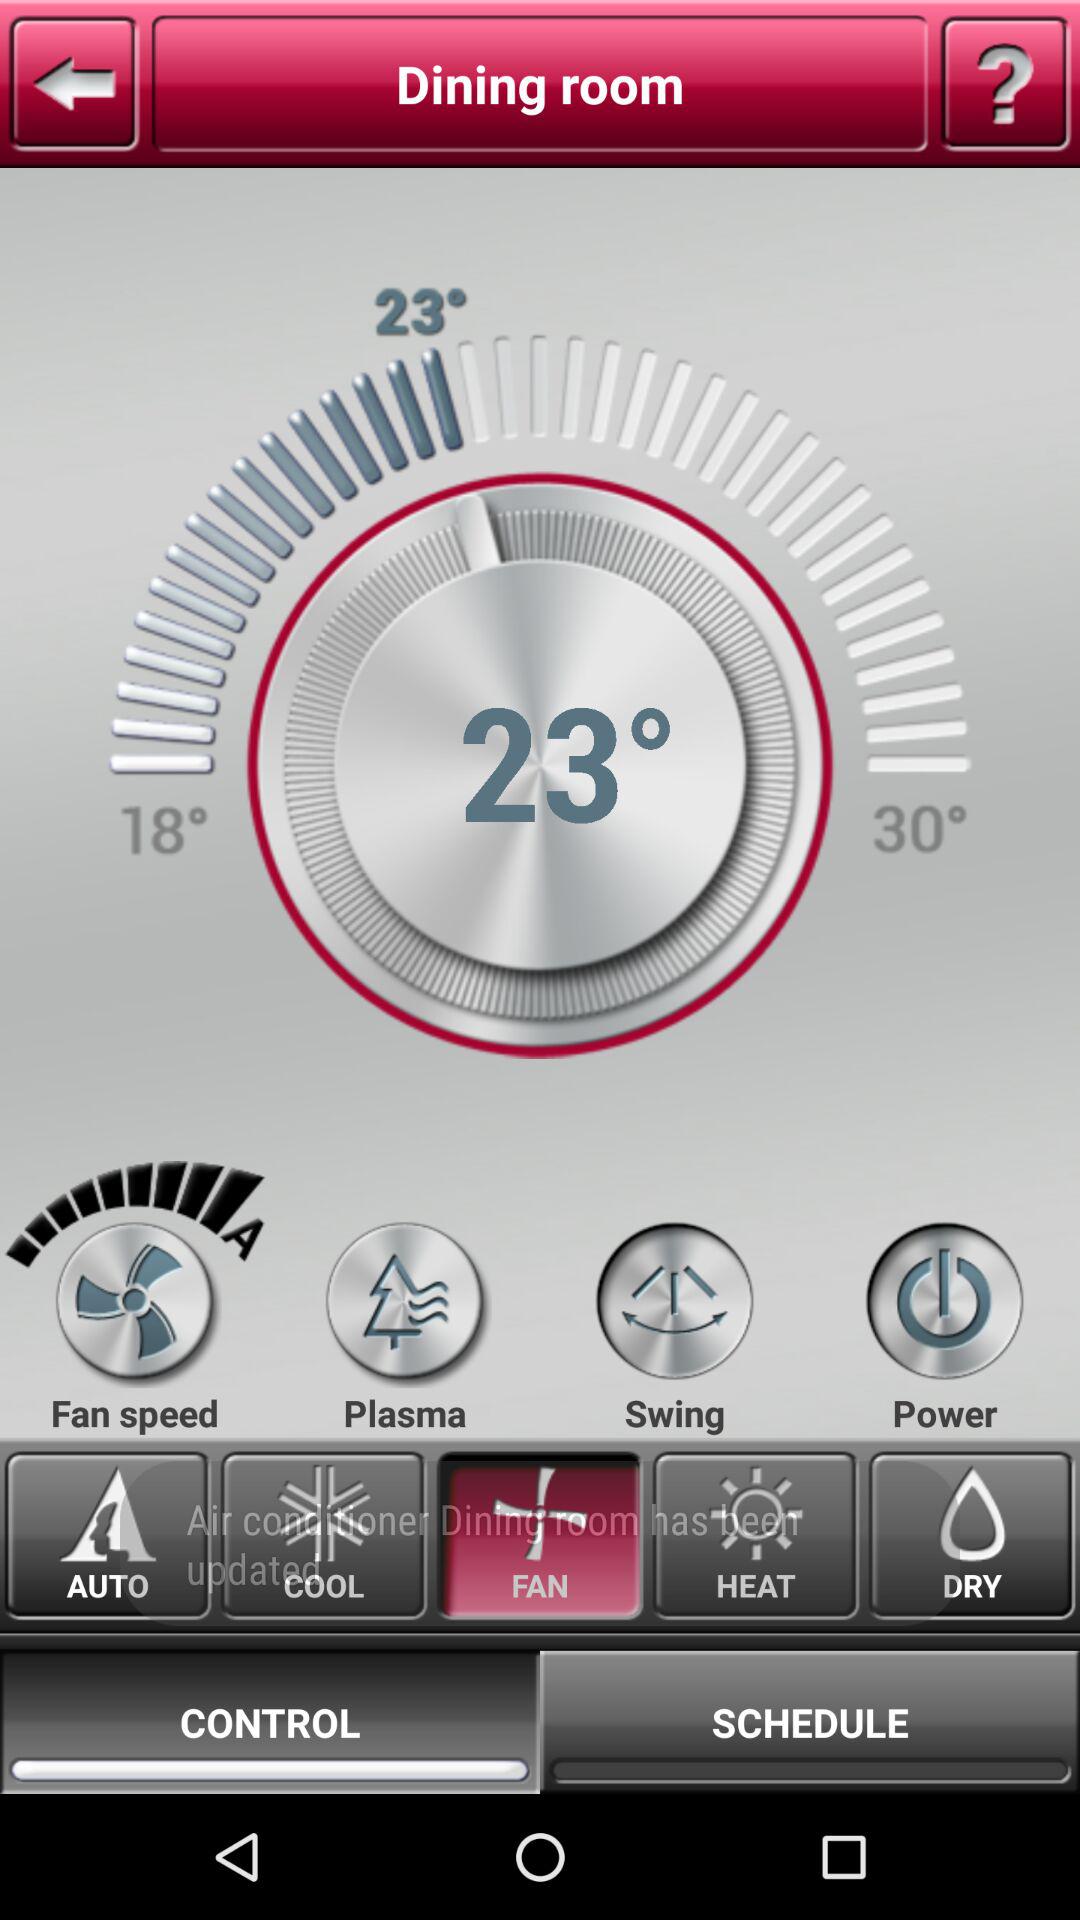 Dining room
?
23°
23°
18°
30°
A
Fan speed
Plasma
Swing
Power
Air conditioner Dining room has been
updated
AUTO
COOL
FAN
HEAT
DRY
CONTROL
SCHEDULE